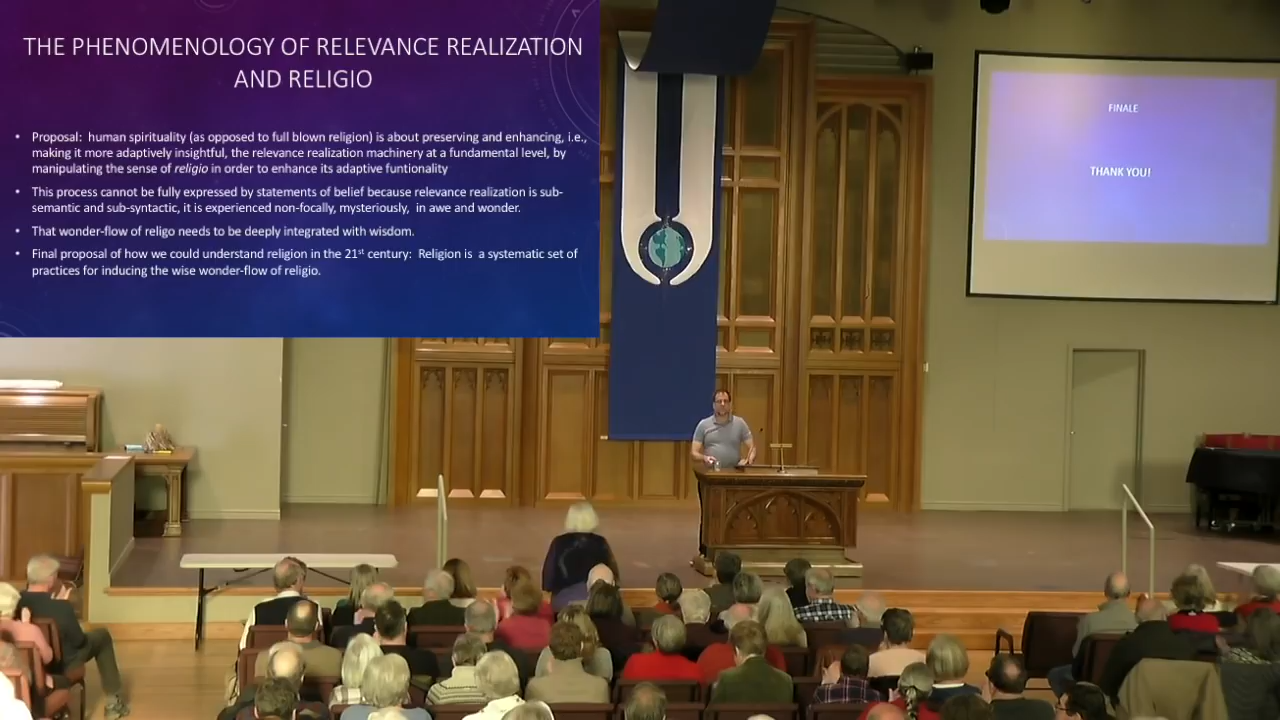 THE PHENOMENOLOGY OF RELEVANCE REALIZATION
AND RELIGIO
• Proposal: human spirituality (as opposed to full blown religion) is about preserving and enhancing, i.e.,
making it more adaptively insightful, the relevance realization machinery at a fundamental level, by
manipulating the sense of religio in order to enhance its adaptive funtionality
• This process cannot be fully expressed by statements of belief because relevance realization is sub-
semantic and sub-syntactic, it is experienced non-focally, mysteriously, in awe and wonder.
• That wonder-flow of religo needs to be deeply integrated with wisdom.
• Final proposal of how we could understand religion in the 21st century: Religion is a systematic set of
practices for inducing the wise wonder-flow of religio.
FINALE
THANK YOU!